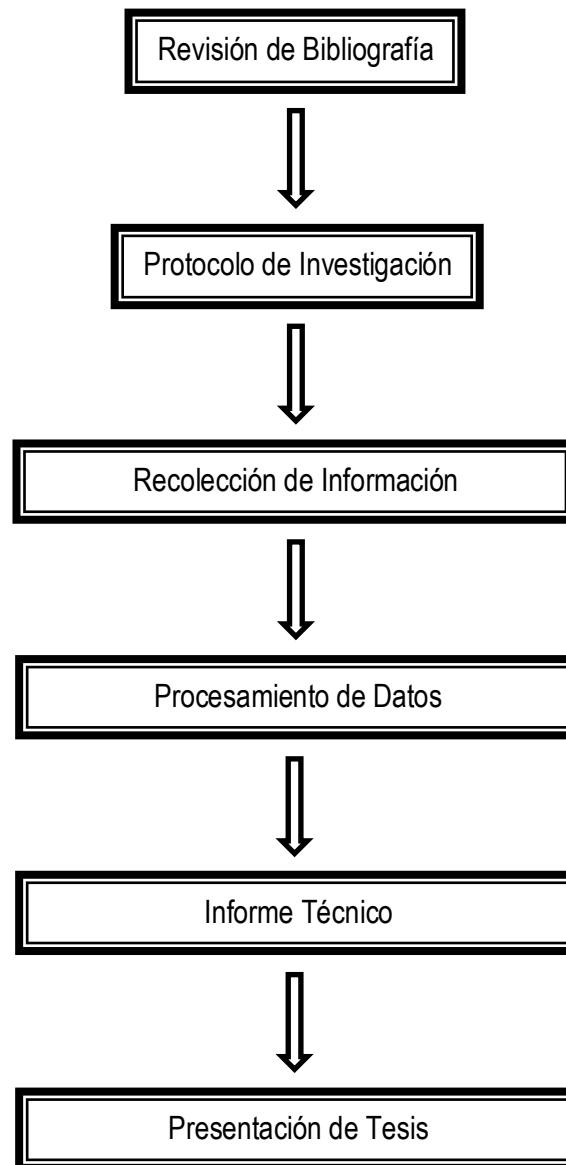 Revisión de Bibliografía
Protocolo de Investigación
Recolección de Información
Procesamiento de Datos
Informe Técnico
Presentación de Tesis